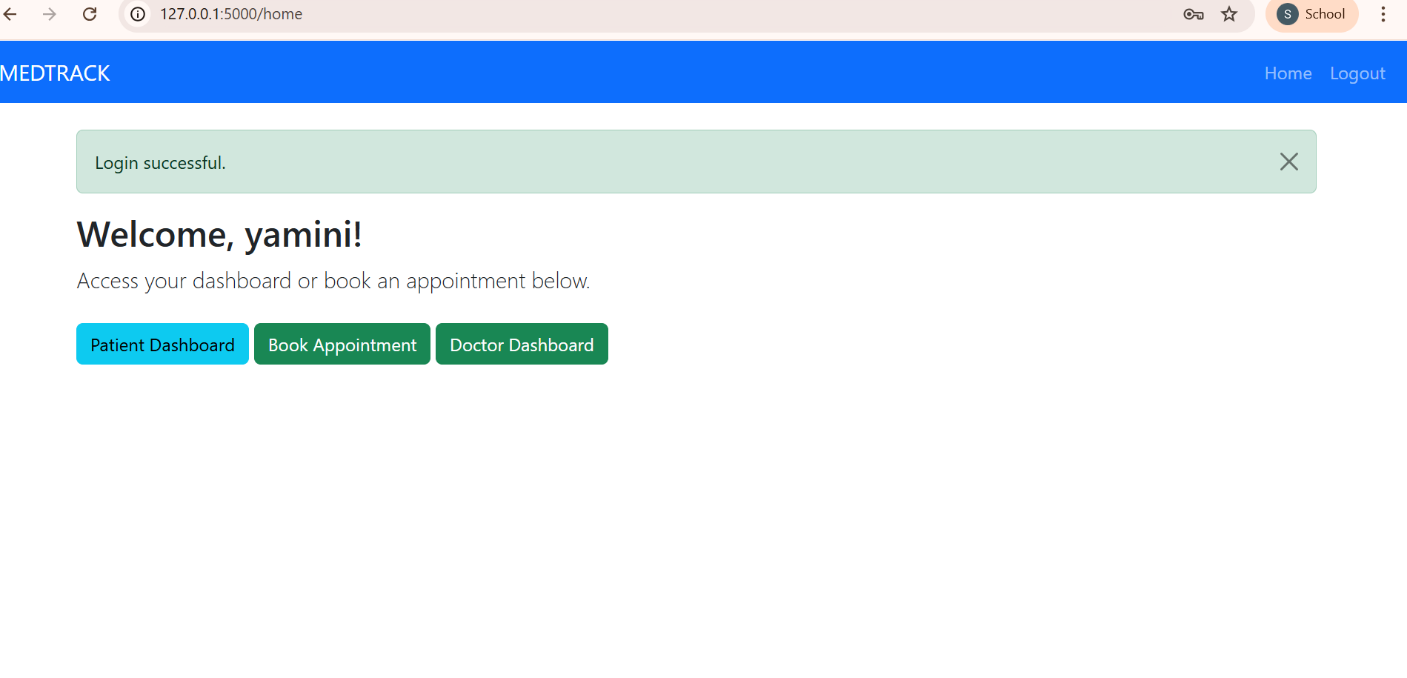 127.0.0.1:5000/home
S School
MEDTRACK
Home Logout
Login successful.
Welcome, yamini!
Access your dashboard or book an appointment below.
Patient Dashboard Book Appointment Doctor Dashboard